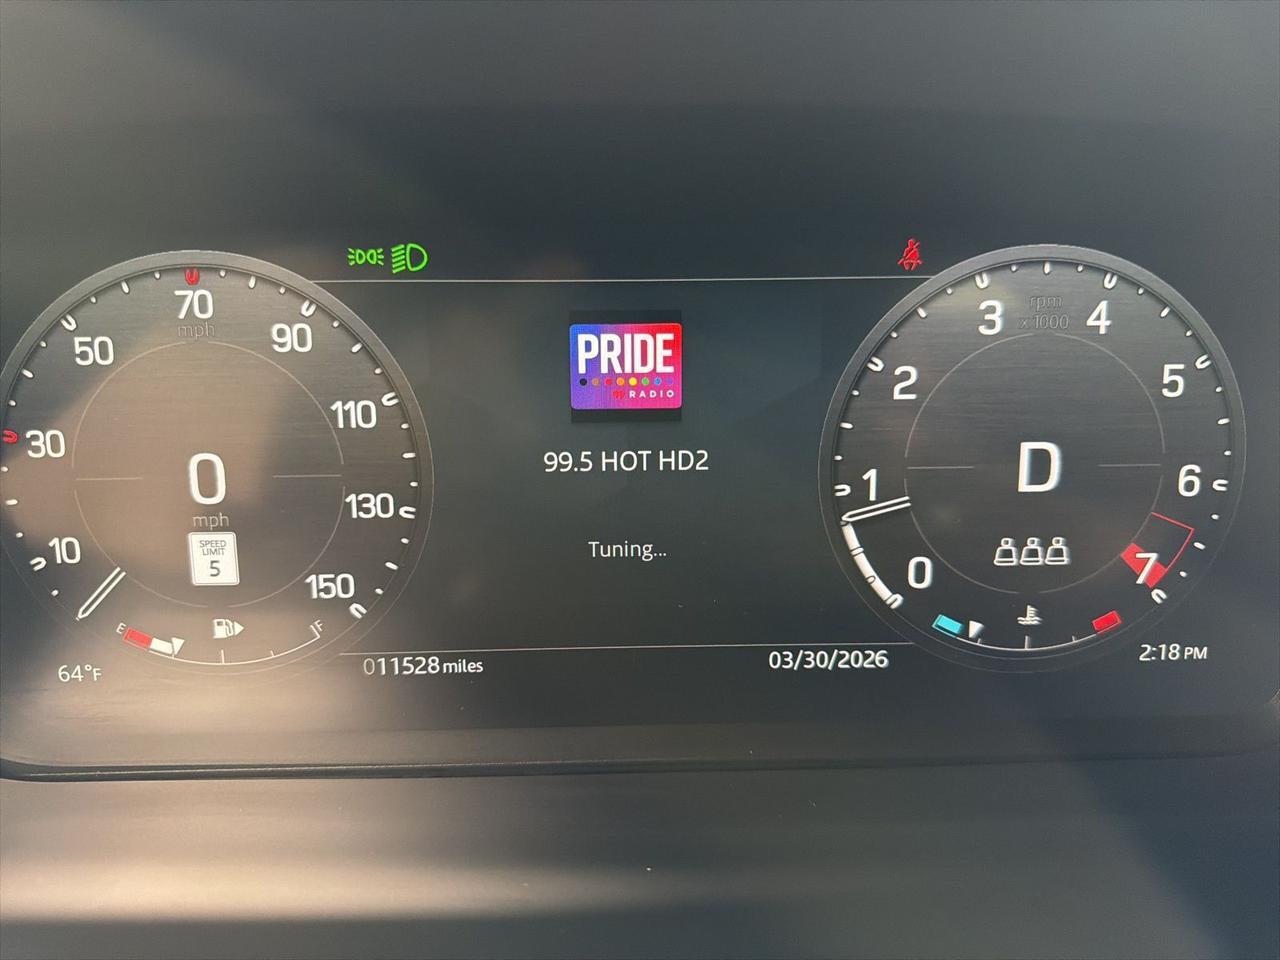 70
mph
50
90
30
110
0
mph
130
10
SPEED
LIMIT
5
150
E
F
64°F
011528 miles
PRIDE
RADIO
99.5 HOT HD2
Tuning...
03/30/2026
3
rpm
x 1000
4
2
5
1
D
6
0
7
2:18 PM